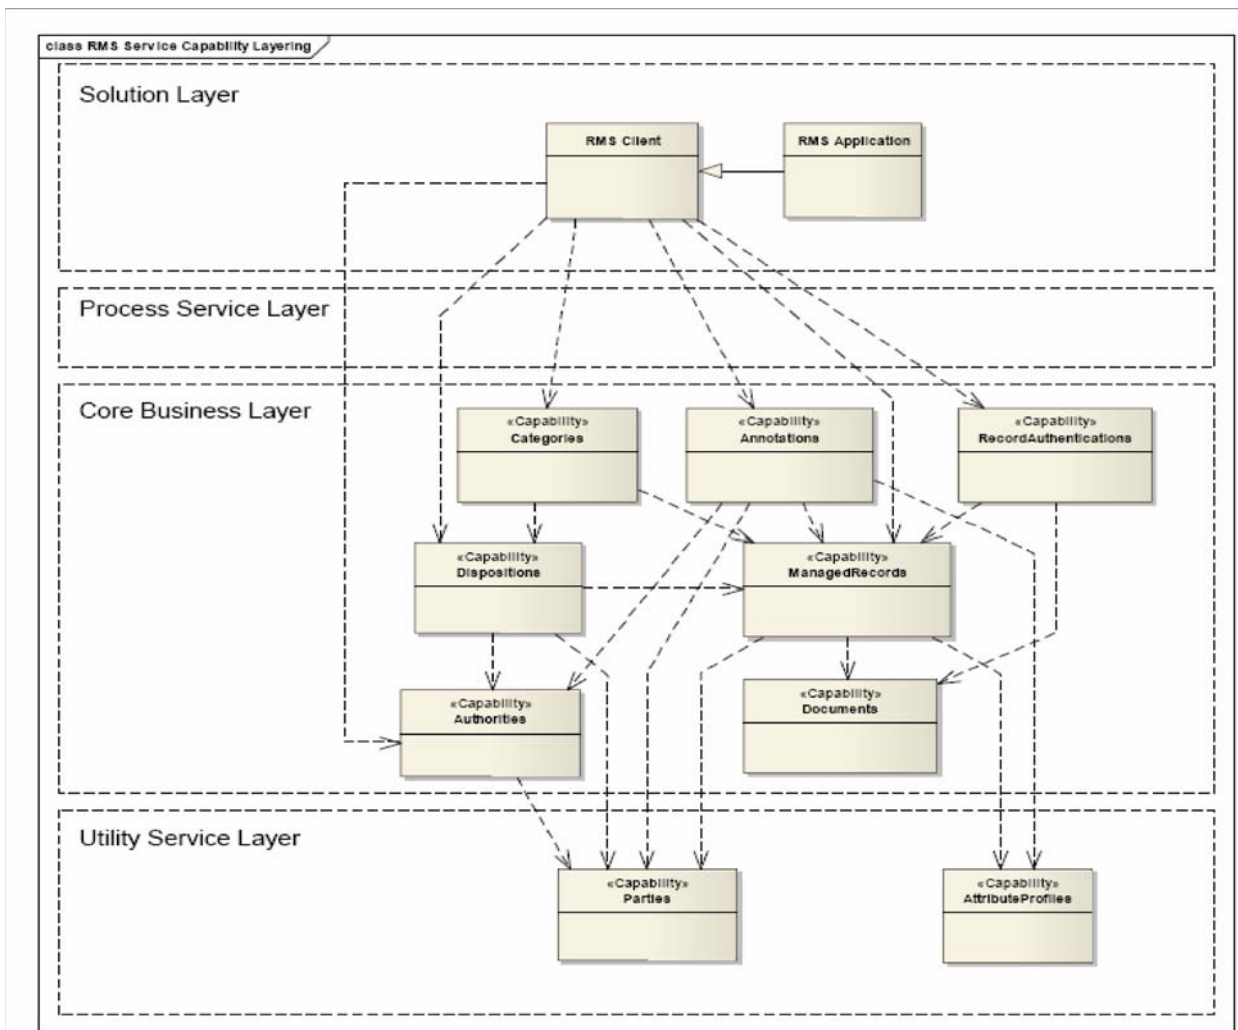 class RMS Service Capability Layering
Solution Layer
RMS Client
RMS Application
Process Service Layer
Core Business Layer
«Capability»
Categories
«Capability»
Annotations
«Capability»
RecordAuthentications
«Capability»
Dispositions
«Capability»
ManagedRecords
«Capability»
Authorities
«Capability»
Documents
Utility Service Layer
«Capability»
Parties
«Capability»
AttributeProfiles